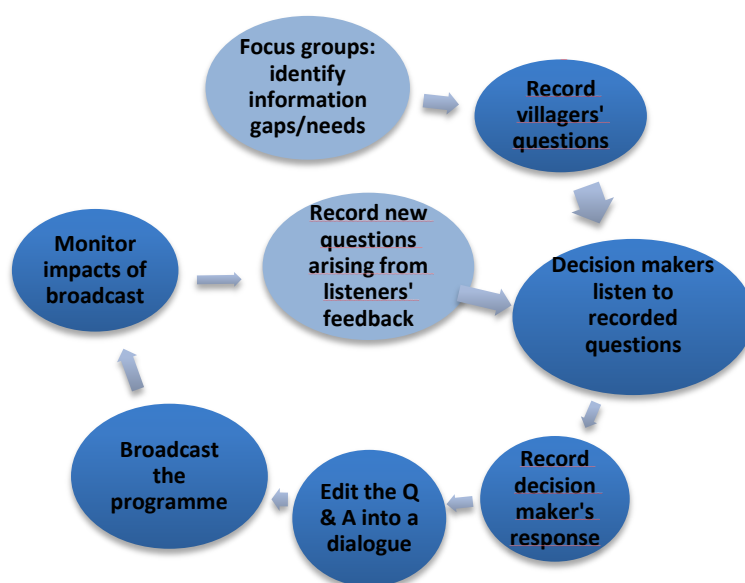 Focus groups:
identify
information
gaps/needs
Record
villagers'
questions
Decision makers
listen to
recorded
questions
Record
decision
maker's
response
Edit the Q
& A into a
dialogue
Broadcast
the
programme
Monitor
impacts of
broadcast
Record new
questions
arising from
listeners'
feedback